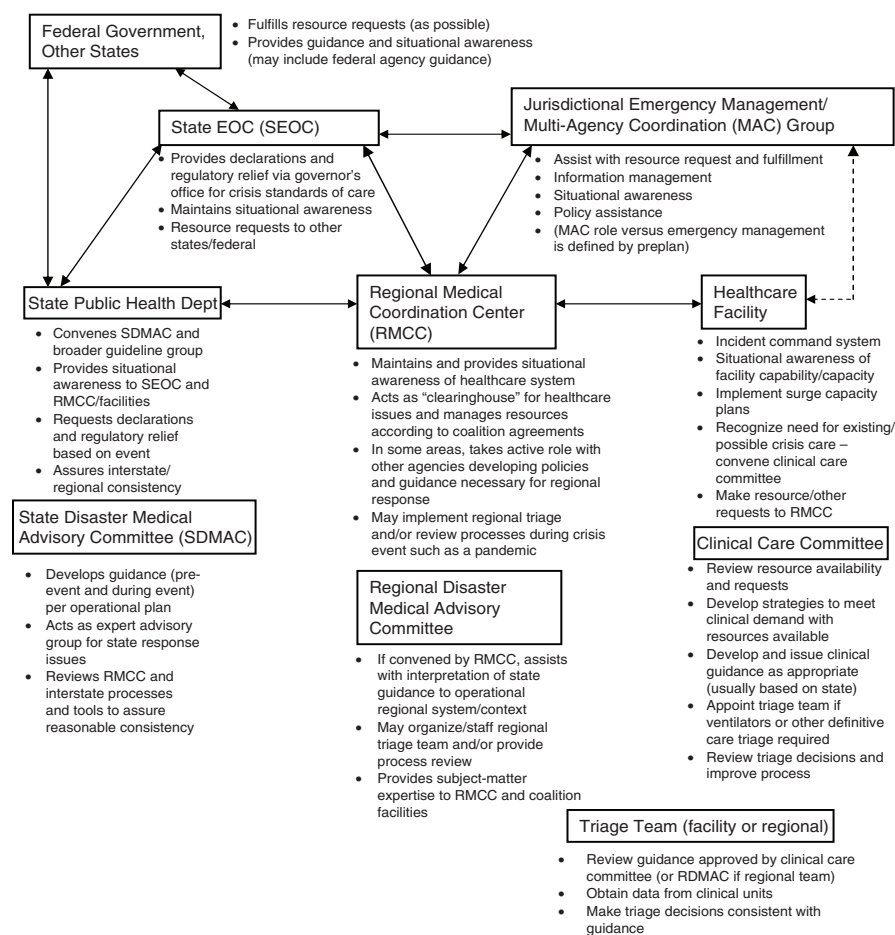 Federal Government,
Other States
• Fulfills resource requests (as possible)
• Provides guidance and situational awareness
(may include federal agency guidance)
State EOC (SEOC)
• Provides declarations and
regulatory relief via governor's
office for crisis standards of care
• Maintains situational awareness
• Resource requests to other
states/federal
Jurisdictional Emergency Management/
Multi-Agency Coordination (MAC) Group
• Assist with resource request and fulfillment
• Information management
• Situational awareness
• Policy assistance
• (MAC role versus emergency management
is defined by preplan)
State Public Health Dept
• Convenes SDMAC and
broader guideline group
• Provides situational
awareness to SEOC and
RMCC/facilities
• Requests declarations
and regulatory relief
based on event
• Assures interstate/
regional consistency
Regional Medical
Coordination Center
(RMCC)
• Maintains and provides situational
awareness of healthcare system
• Acts as “clearinghouse” for healthcare
issues and manages resources
according to coalition agreements
• In some areas, takes active role with
other agencies developing policies
and guidance necessary for regional
response
• May implement regional triage
and/or review processes during crisis
event such as a pandemic
Healthcare
Facility
• Incident command system
• Situational awareness of
facility capability/capacity
• Implement surge capacity
plans
• Recognize need for existing/
possible crisis care –
convene clinical care
committee
• Make resource/other
requests to RMCC
State Disaster Medical
Advisory Committee (SDMAC)
• Develops guidance (pre-
event and during event)
per operational plan
• Acts as expert advisory
group for state response
issues
• Reviews RMCC and
interstate processes
and tools to assure
reasonable consistency
Regional Disaster
Medical Advisory
Committee
• If convened by RMCC, assists
with interpretation of state
guidance to operational
regional system/context
• May organize/staff regional
triage team and/or provide
process review
• Provides subject-matter
expertise to RMCC and coalition
facilities
Clinical Care Committee
• Review resource availability
and requests
• Develop strategies to meet
clinical demand with
resources available
• Develop and issue clinical
guidance as appropriate
(usually based on state)
• Appoint triage team if
ventilators or other definitive
care triage required
• Review triage decisions and
improve process
Triage Team (facility or regional)
• Review guidance approved by clinical care
committee (or RDMAC if regional team)
• Obtain data from clinical units
• Make triage decisions consistent with
guidance